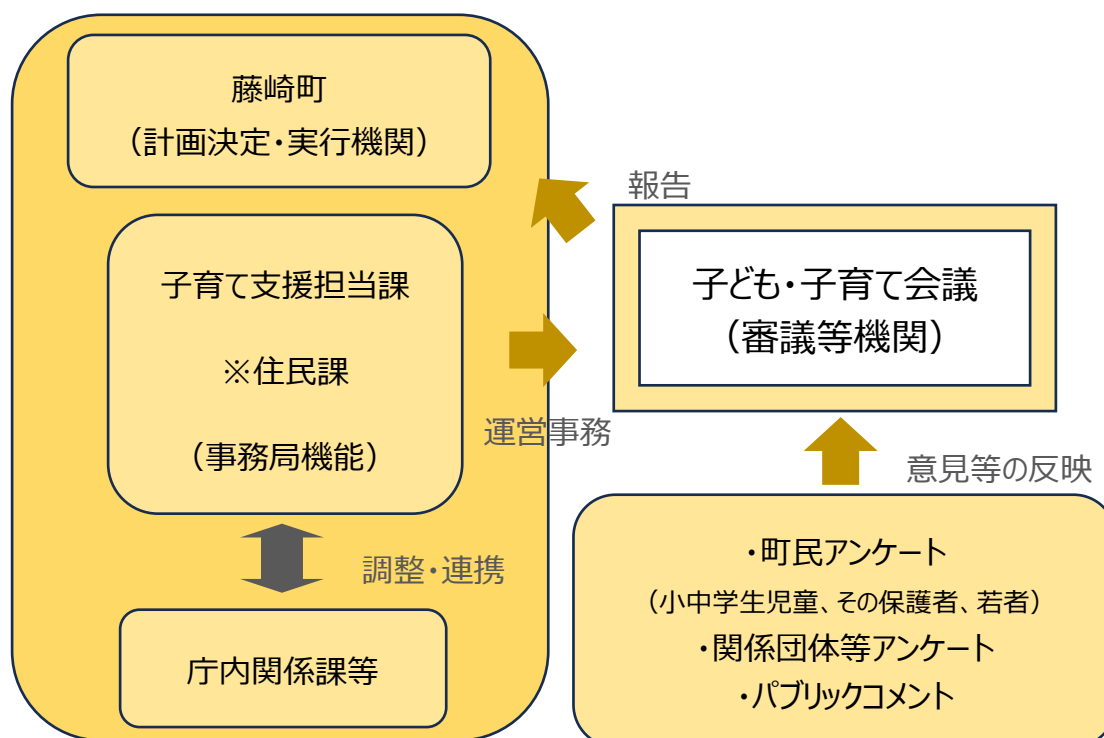 藤崎町
（計画決定・実行機関）
子育て支援担当課
※住民課
（事務局機能）
調整・連携
庁内関係課等
報告
運営事務
子ども・子育て会議
（審議等機関）
意見等の反映
・町民アンケート
（小中学生児童、その保護者、若者）
・関係団体等アンケート
・パブリックコメント